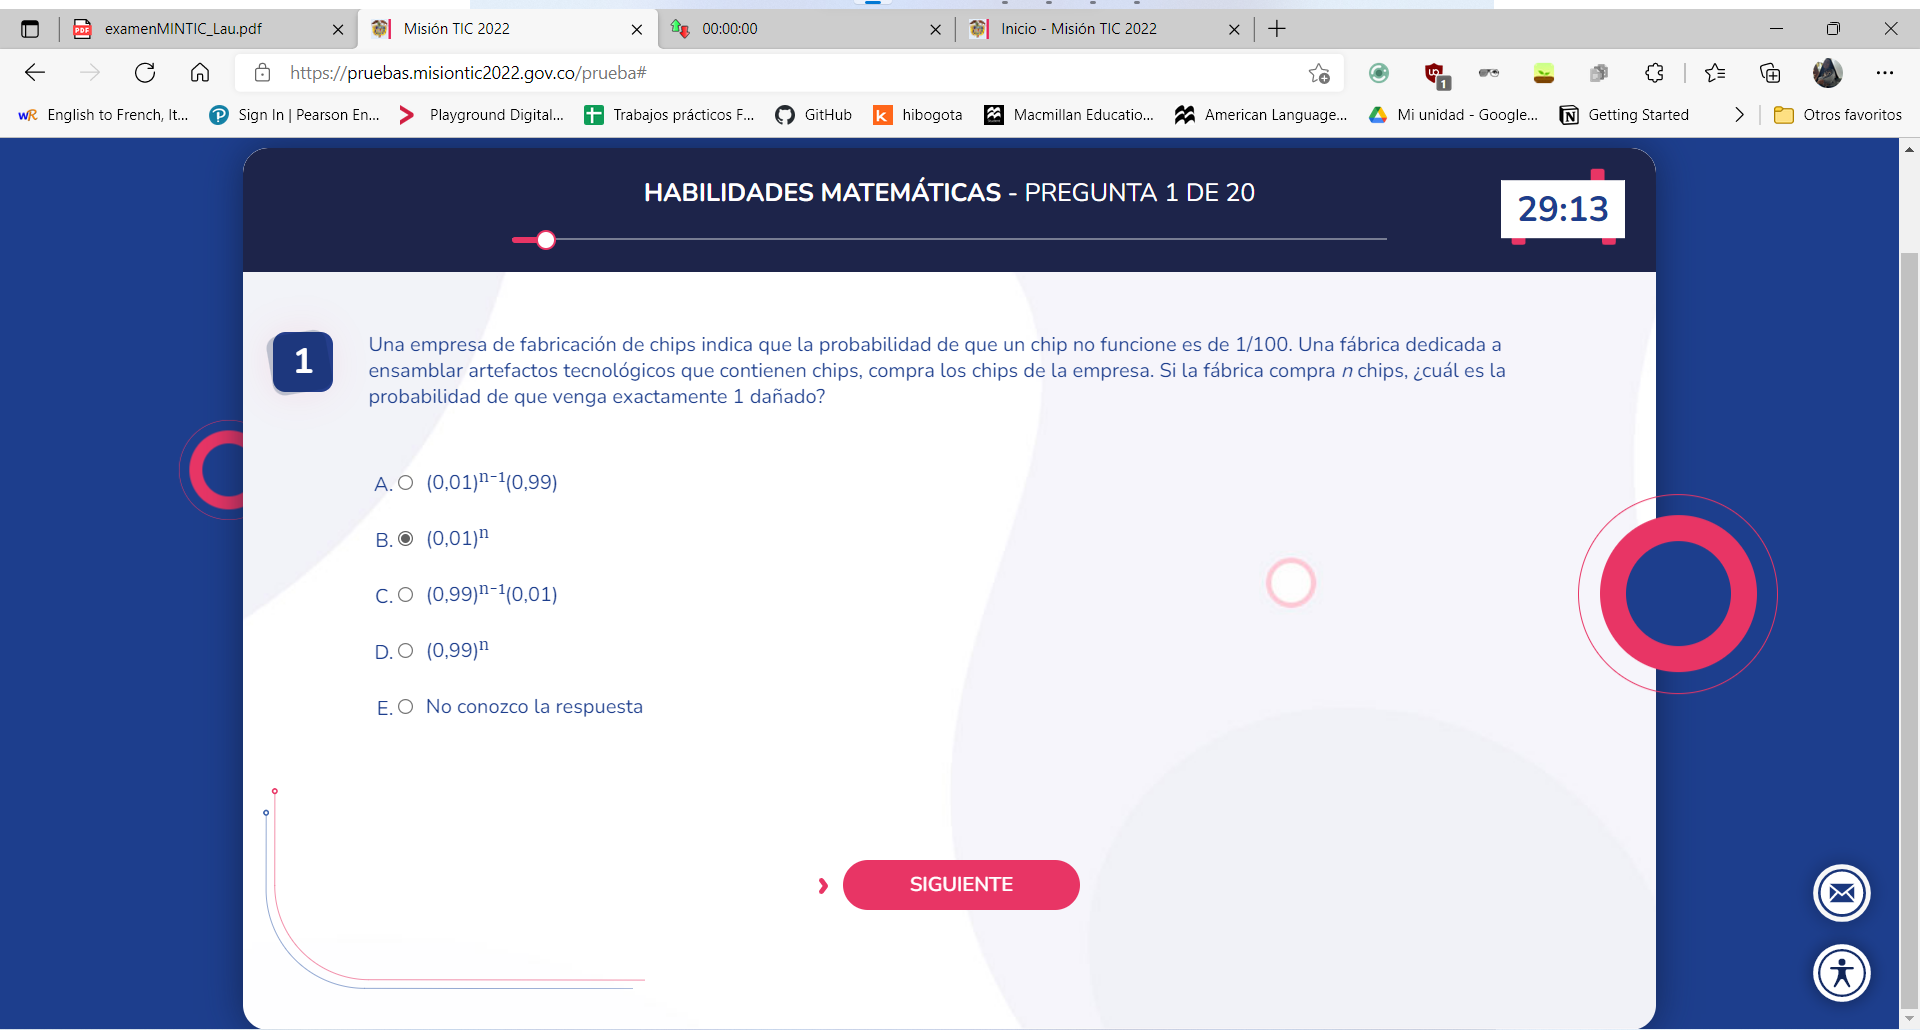 examenMINTIC_Lau.pdf
Misión TIC 2022
00:00:00
Inicio - Misión TIC 2022
https://pruebas.misiontic2022.gov.co/prueba#
1
English to French, It...
Sign In | Pearson En...
Playground Digital...
Trabajos prácticos F...
GitHub
hibogota
Macmillan Educatio...
American Language...
Mi unidad - Google...
Getting Started
Otros favoritos
HABILIDADES MATEMÁTICAS - PREGUNTA 1 DE 20
29:13
1
Una empresa de fabricación de chips indica que la probabilidad de que un chip no funcione es de 1/100. Una fábrica dedicada a
ensamblar artefactos tecnológicos que contienen chips, compra los chips de la empresa. Si la fábrica compra n chips, ¿cuál es la
probabilidad de que venga exactamente 1 dañado?
A. (0,01)ⁿ⁻¹(0,99)
B. (0,01)ⁿ
C. (0,99)ⁿ⁻¹(0,01)
D. (0,99)ⁿ
E. No conozco la respuesta
SIGUIENTE